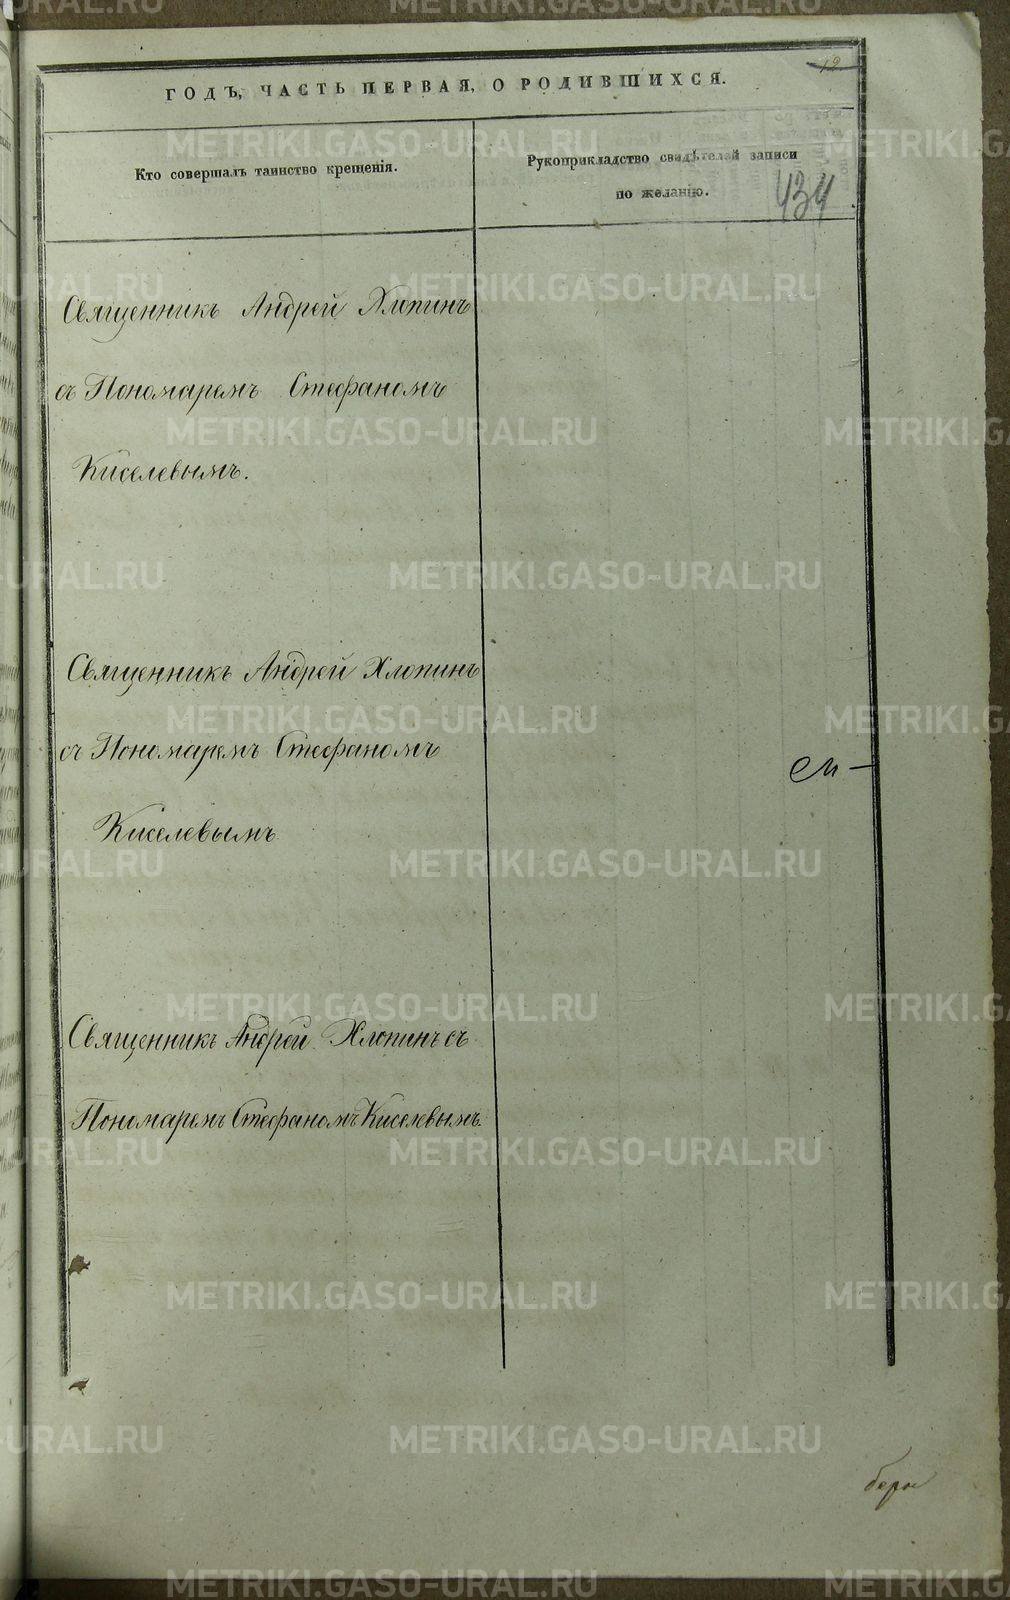 12
ГОДЪ, ЧАСТЬ ПЕРВАЯ, О РОДИВШИХСЯ.
Кто совершалъ таинство крещенія.
Рукоприкладство свидѣтелей записи
по желанію.
434
Священникъ Андрей Хлопинъ
съ Пономаремъ Стефаномъ
Киселевымъ.
Священникъ Андрей Хлопинъ
съ Пономаремъ Стефаномъ
Киселевымъ
Священникъ Андрей Хлопинъ съ
Пономаремъ Стефаномъ Киселевымъ.
METRIKI.GASO-URAL.RU